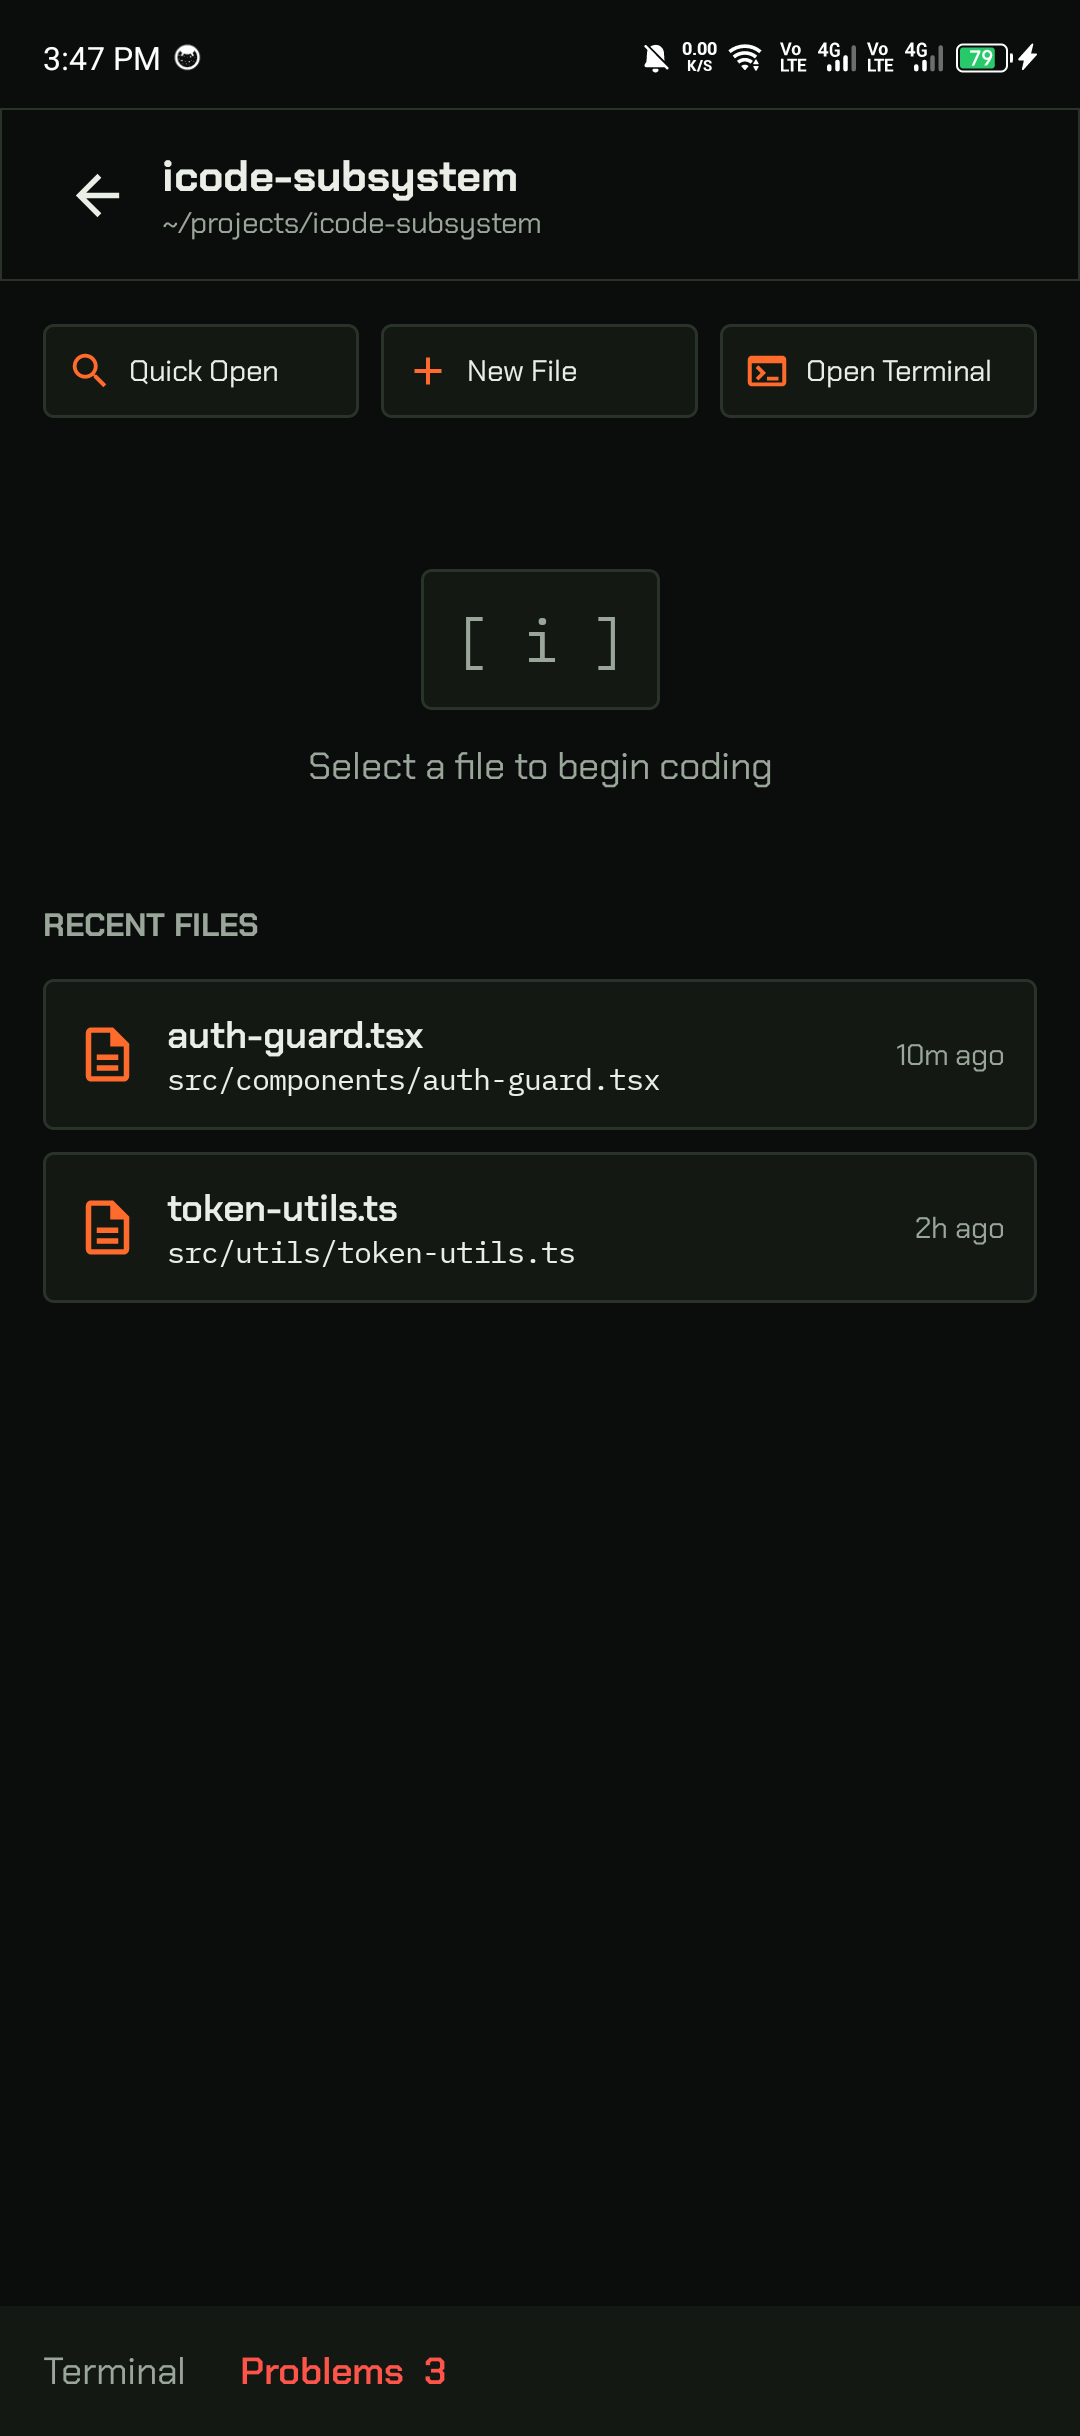 3:47 PM
0.00 K/S
Vo LTE 4G
Vo LTE 4G
79
icode-subsystem
~/projects/icode-subsystem
Quick Open
New File
Open Terminal
[ i ]
Select a file to begin coding
RECENT FILES
auth-guard.tsx
src/components/auth-guard.tsx
10m ago
token-utils.ts
src/utils/token-utils.ts
2h ago
Terminal
Problems 3